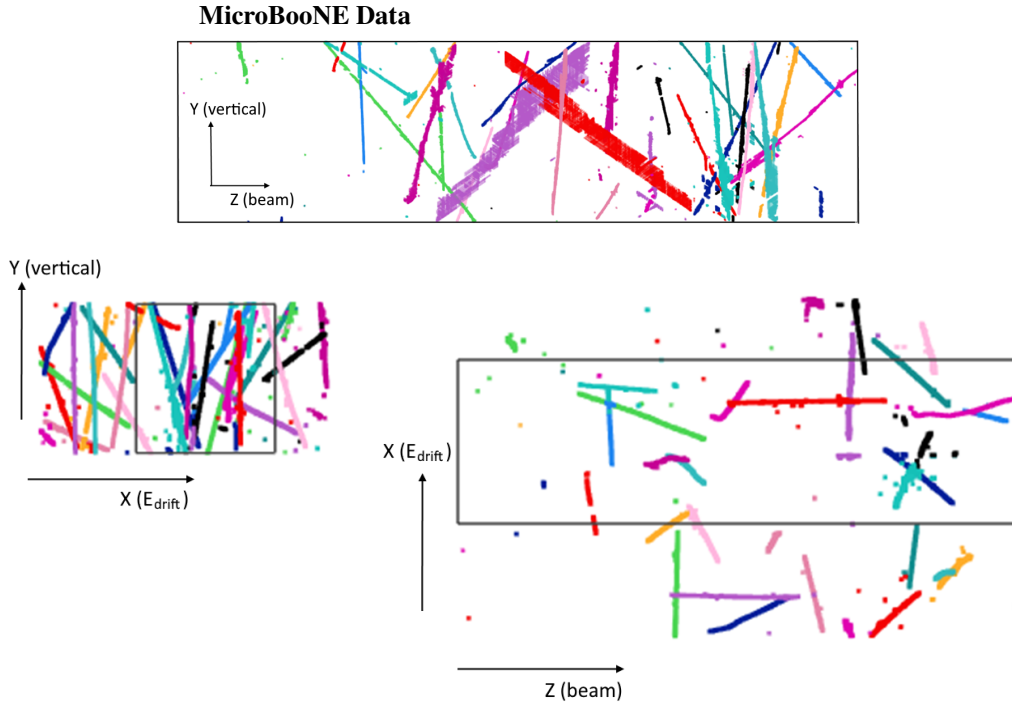 MicroBooNE Data
Y (vertical)
Z (beam)
Y (vertical)
X (E_drift)
X (E_drift)
Z (beam)